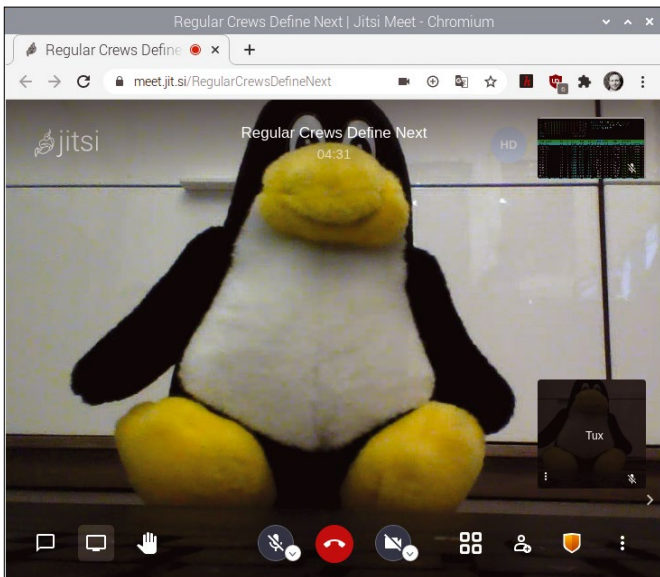 Regular Crews Define Next | Jitsi Meet - Chromium
Regular Crews Define
meet.jit.si/RegularCrewsDefineNext
jitsi
Regular Crews Define Next
04:31
HD
Tux